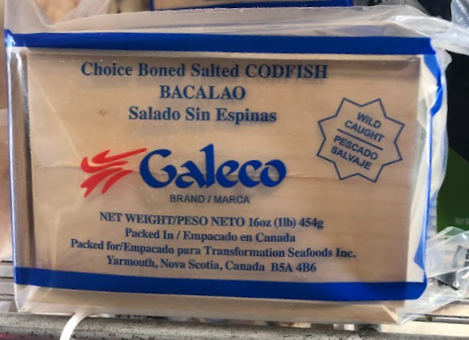 Choice Boned Salted CODFISH
BACALAO
Salado Sin Espinas
WILD
CAUGHT
PESCADO
SALVAJE
Galeco
BRAND / MARCA
NET WEIGHT/PESO NETO 16oz (1lb) 454g
Packed In / Empacado en Canada
Packed for/Empacado para Transformation Seafoods Inc.
Yarmouth, Nova Scotia, Canada B5A 4B6